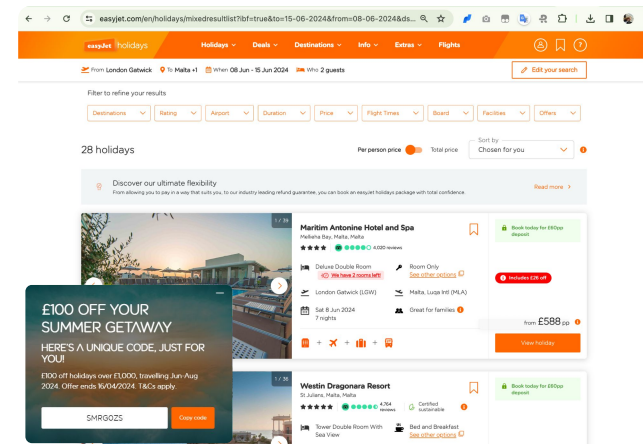 easyjet.com/en/holidays/mixedresultlist?ibf=true&to=15-06-2024&from=08-06-2024&ds...
easyJet holidays
Holidays
Deals
Destinations
Info
Extras
Flights
From London Gatwick
To Malta +1
When 08 Jun - 15 Jun 2024
Who 2 guests
Edit your search
Filter to refine your results
Destinations
Rating
Airport
Duration
Price
Flight Times
Board
Facilities
Offers
28 holidays
Per person price
Total price
Sort by
Chosen for you
Discover our ultimate flexibility
From allowing you to pay in a way that suits you, to our industry leading refund guarantee, you can book an easyJet holidays package with total confidence.
Read more
1 / 39
Maritim Antonine Hotel and Spa
Mellieha Bay, Malta, Malta
4,020 reviews
Deluxe Double Room
We have 2 rooms left!
Room Only
See other options
London Gatwick (LGW)
Malta, Luqa Intl (MLA)
Sat 8 Jun 2024
7 nights
Great for families
Book today for £60pp
deposit
Includes £26 off
from £588 pp
View holiday
£100 OFF YOUR
SUMMER GETAWAY
HERE'S A UNIQUE CODE, JUST FOR
YOU!
£100 off holidays over £1,000, travelling Jun-Aug
2024. Offer ends 16/04/2024. T&Cs apply.
SMRGOZS
Copy code
1 / 36
Westin Dragonara Resort
St Julians, Malta, Malta
4,764
reviews
Certified
sustainable
Tower Double Room With
Sea View
Bed and Breakfast
See other options
Book today for £60pp
deposit